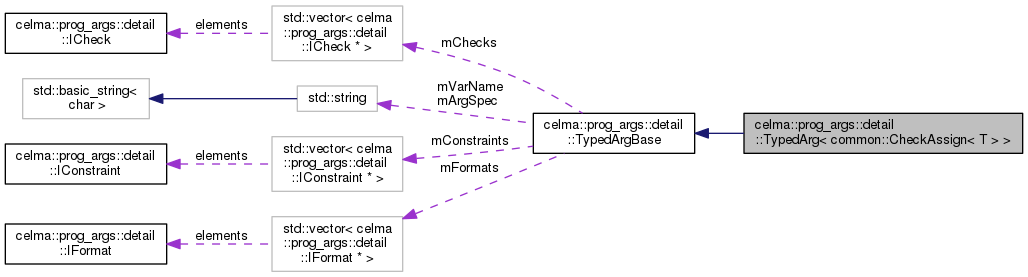 celma::prog_args::detail
::ICheck
elements
std::vector< celma
::prog_args::detail
::ICheck * >
mChecks
std::basic_string<
char >
std::string
mVarName
mArgSpec
celma::prog_args::detail
::TypedArgBase
celma::prog_args::detail
::TypedArg< common::CheckAssign< T > >
celma::prog_args::detail
::IConstraint
elements
std::vector< celma
::prog_args::detail
::IConstraint * >
mConstraints
mFormats
celma::prog_args::detail
::IFormat
elements
std::vector< celma
::prog_args::detail
::IFormat * >